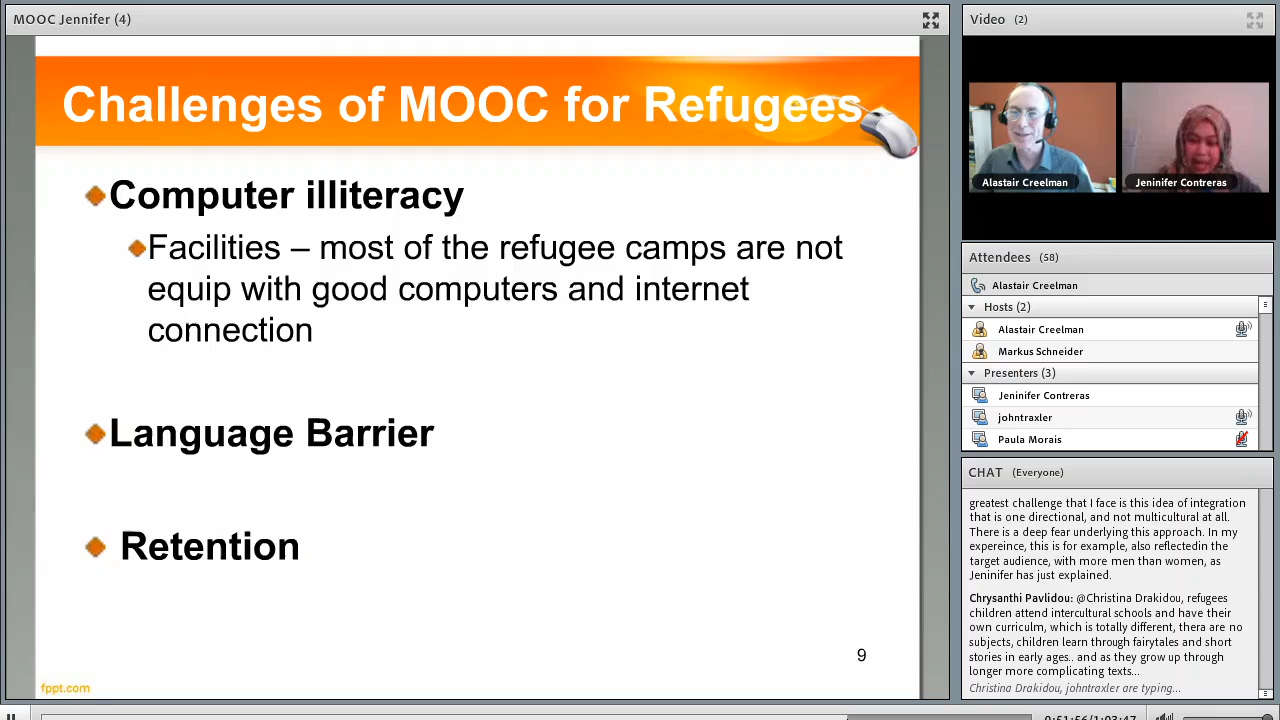 MOOC Jennifer (4)
Challenges of MOOC for Refugees
Computer illiteracy
Facilities – most of the refugee camps are not
equip with good computers and internet
connection
Language Barrier
Retention
9
fppt.com
Video (2)
Alastair Creelman
Jeninifer Contreras
Attendees (58)
Alastair Creelman
Hosts (2)
Alastair Creelman
Markus Schneider
Presenters (3)
Jeninifer Contreras
johntraxler
Paula Morais
CHAT (Everyone)
greatest challenge that I face is this idea of integration
that is one directional, and not multicultural at all.
There is a deep fear underlying this approach. In my
expereince, this is for example, also reflectedin the
target audience, with more men than women, as
Jeninifer has just explained.
Chrysanthi Pavlidou: @Christina Drakidou, refugees
children attend intercultural schools and have their
own curriculm, which is totally different, thera are no
subjects, children learn through fairytales and short
stories in early ages.. and as they grow up through
longer more complicating texts...
Christina Drakidou, johntraxler are typing...
0:51:56/1:03:47